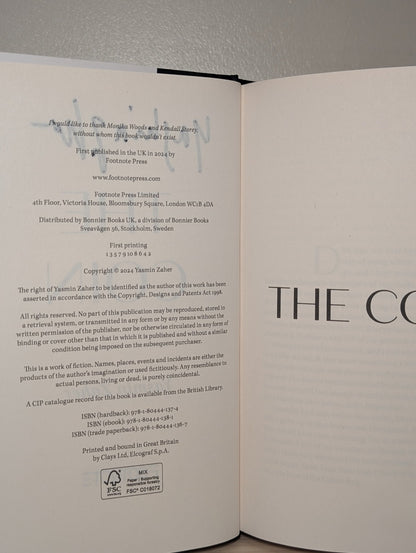 I would like to thank Monika Woods and Kendall Storey,
without whom this book wouldn't exist.
First published in the UK in 2024 by
Footnote Press
www.footnotepress.com
Footnote Press Limited
4th Floor, Victoria House, Bloomsbury Square, London WC1B 4DA
Distributed by Bonnier Books UK, a division of Bonnier Books
Sveavägen 56, Stockholm, Sweden
First printing
1 3 5 7 9 10 8 6 4 2
Copyright © 2024 Yasmin Zaher
The right of Yasmin Zaher to be identified as the author of this work has been
asserted in accordance with the Copyright, Designs and Patents Act 1998.
All rights reserved. No part of this publication may be reproduced, stored in
a retrieval system, or transmitted in any form or by any means without the
written permission of the publisher, nor be otherwise circulated in any form of
binding or cover other than that in which it is published and without a similar
condition being imposed on the subsequent purchaser.
This is a work of fiction. Names, places, events and incidents are either the
products of the author's imagination or used fictitiously. Any resemblance to
actual persons, living or dead, is purely coincidental.
A CIP catalogue record for this book is available from the British Library.
ISBN (hardback): 978-1-80444-137-4
ISBN (ebook): 978-1-80444-138-1
ISBN (trade paperback): 978-1-80444-136-7
Printed and bound in Great Britain
by Clays Ltd, Elcograf S.p.A.
FSC
www.fsc.org
MIX
Paper | Supporting
responsible forestry
FSC® C018072
THE CO